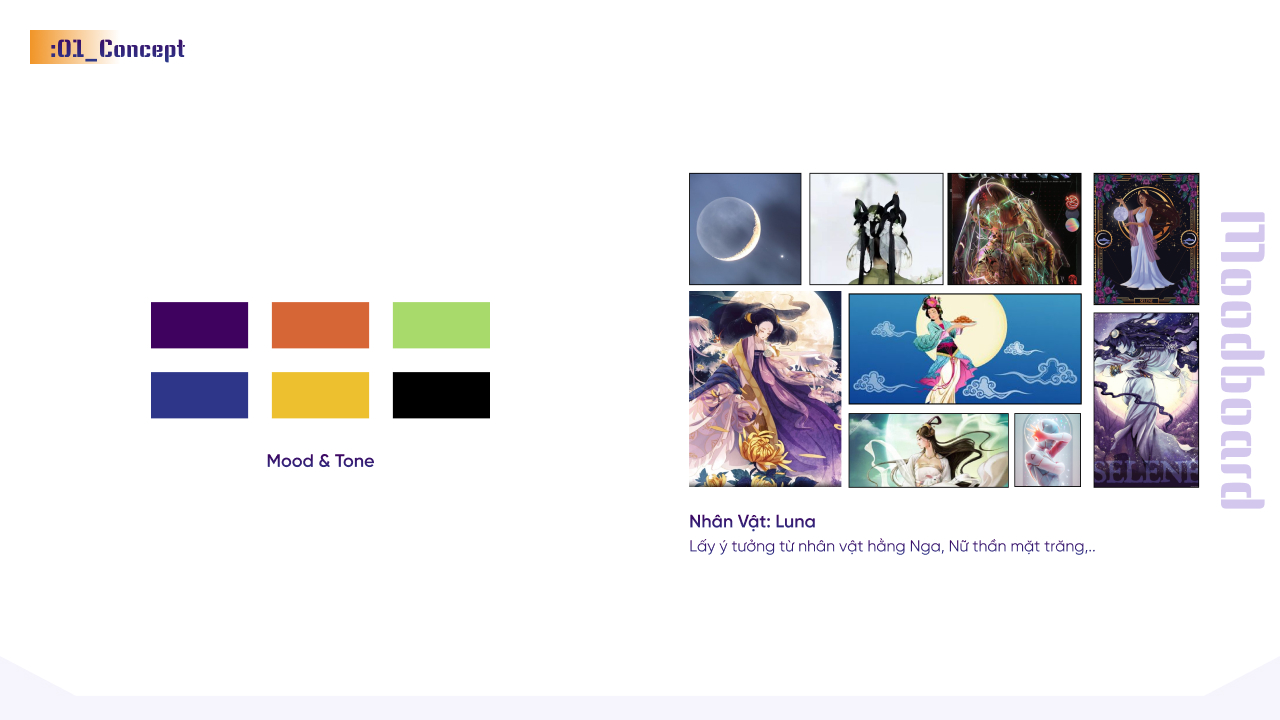 :01_Concept
Mood & Tone
SELENE
Nhân Vật: Luna
Lấy ý tưởng từ nhân vật hằng Nga, Nữ thần mặt trăng,..
Moodboard